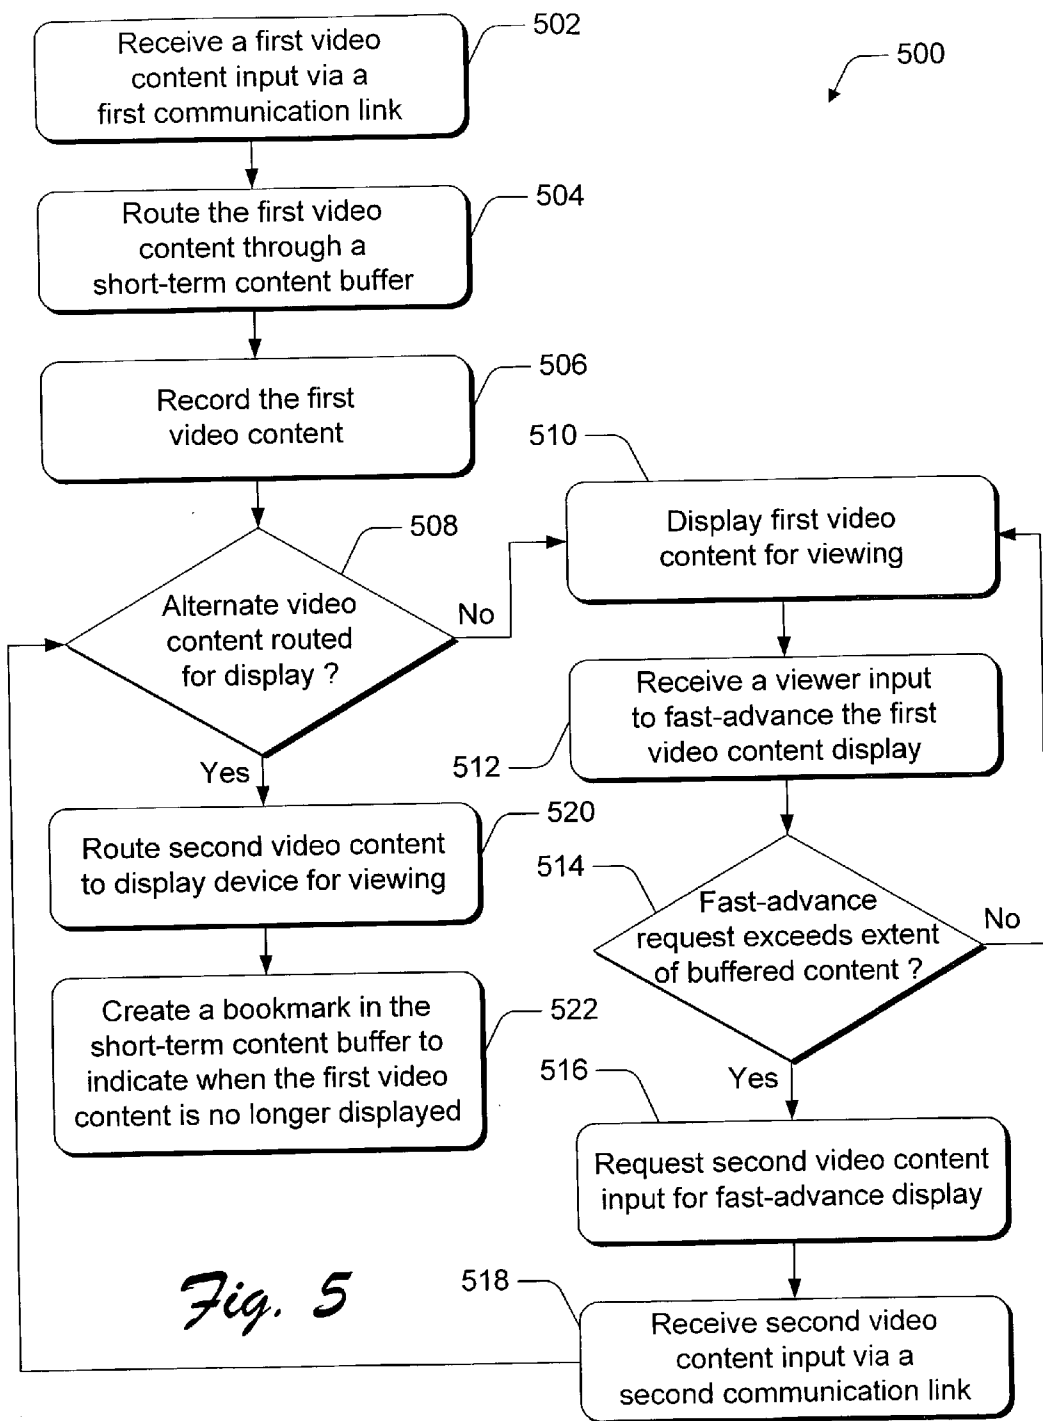 502
Receive a first video
content input via a
first communication link
500
504
Route the first video
content through a
short-term content buffer
506
Record the first
video content
508
Alternate video
content routed
for display ?
No
Yes
510
Display first video
content for viewing
512
Receive a viewer input
to fast-advance the first
video content display
514
Fast-advance
request exceeds extent
of buffered content ?
No
Yes
520
Route second video content
to display device for viewing
522
Create a bookmark in the
short-term content buffer to
indicate when the first video
content is no longer displayed
516
Request second video content
input for fast-advance display
518
Receive second video
content input via a
second communication link
Fig. 5